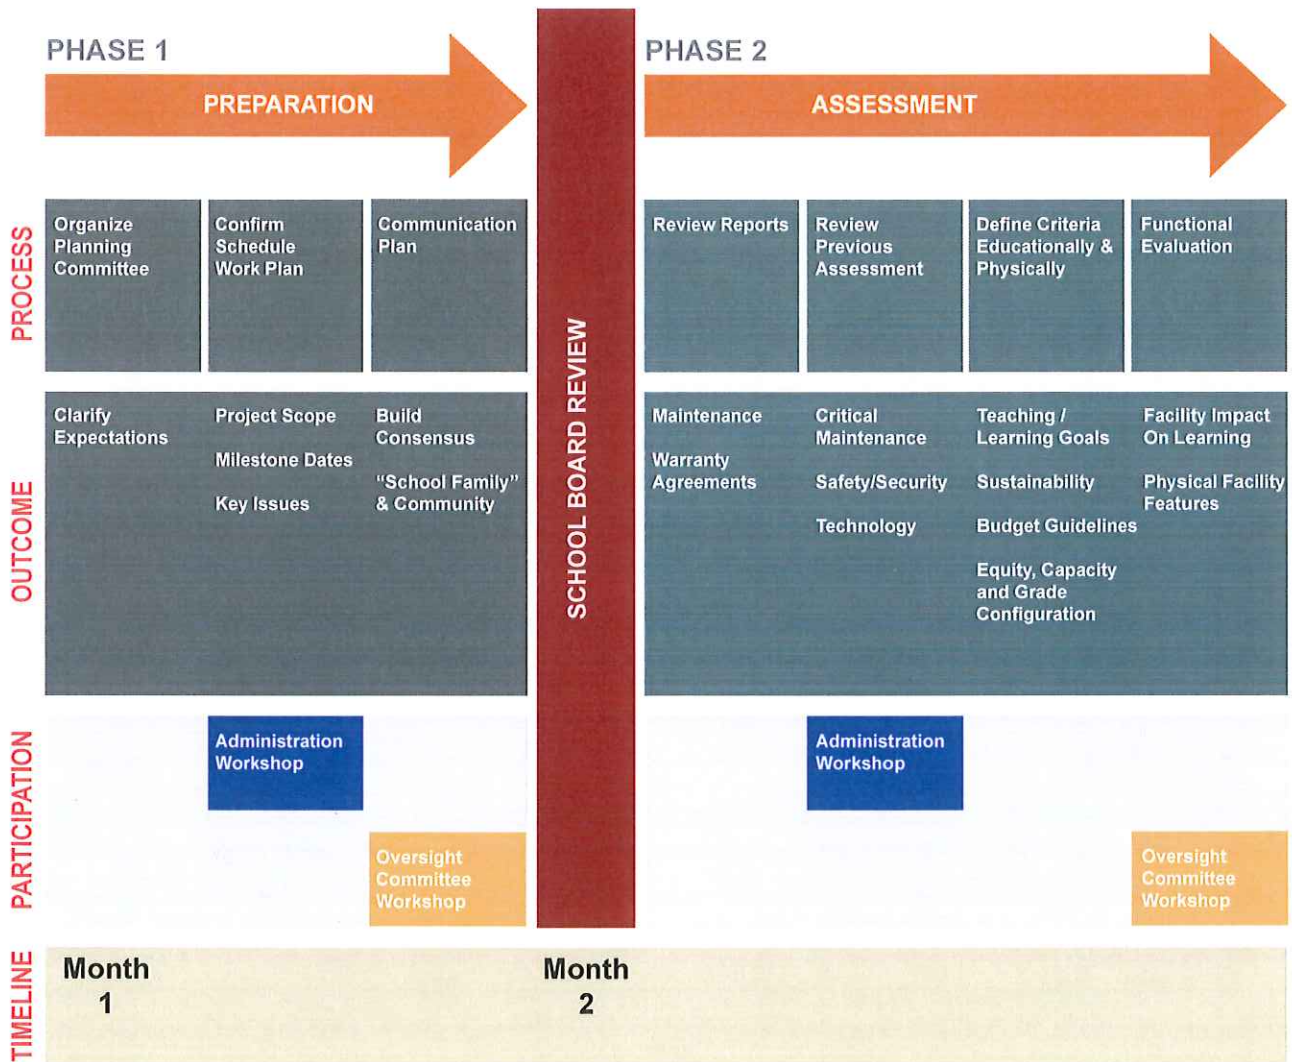 PHASE 1
PREPARATION
PHASE 2
ASSESSMENT
SCHOOL BOARD REVIEW
PROCESS
Organize
Planning
Committee
Confirm
Schedule
Work Plan
Communication
Plan
Review Reports
Review
Previous
Assessment
Define Criteria
Educationally &
Physically
Functional
Evaluation
OUTCOME
Clarify
Expectations
Project Scope
Milestone Dates
Key Issues
Build
Consensus
“School Family”
& Community
Maintenance
Warranty
Agreements
Critical
Maintenance
Safety/Security
Technology
Teaching /
Learning Goals
Sustainability
Budget Guidelines
Equity, Capacity
and Grade
Configuration
Facility Impact
On Learning
Physical Facility
Features
PARTICIPATION
Administration
Workshop
Oversight
Committee
Workshop
Administration
Workshop
Oversight
Committee
Workshop
TIMELINE
Month
1
Month
2